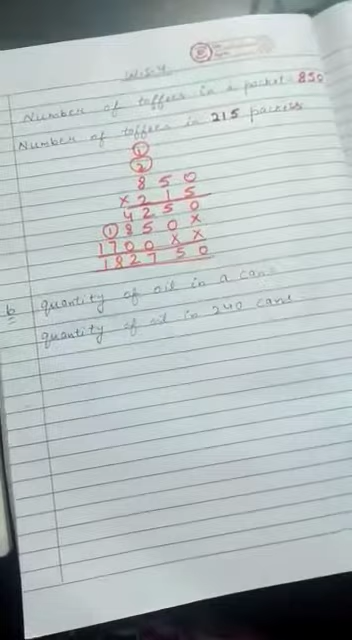 W.S.4
Number of toffees in a packet = 850
Number of toffees in 215 packets
1
2
8 5 0
× 2 1 5
4 2 5 0
1 8 5 0 ×
1 7 0 0 × ×
1 8 2 7 5 0
b quantity of oil in a can
quantity of oil in 240 cans